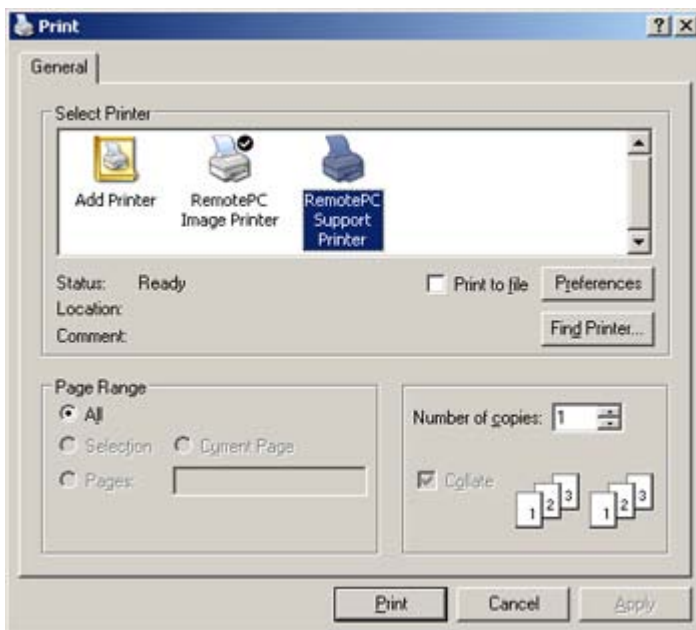 Print
General
Select Printer
Add Printer
RemotePC
Image Printer
RemotePC
Support
Printer
Status: Ready
Location:
Comment:
Print to file
Preferences
Find Printer...
Page Range
All
Selection
Current Page
Pages:
Number of copies: 1
Collate
1 2 3
1 2 3
Print
Cancel
Apply